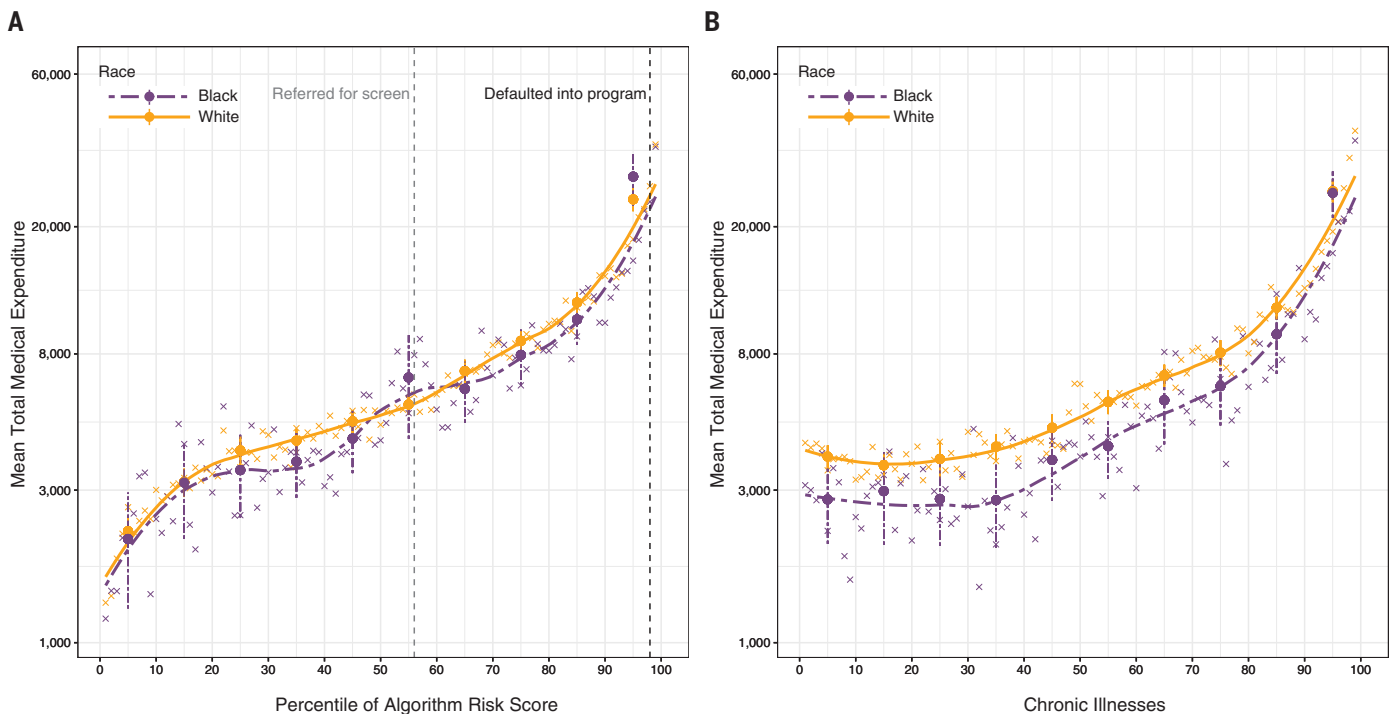 A
Mean Total Medical Expenditure
60,000
20,000
8,000
3,000
1,000
Race
Black
White
Referred for screen
Defaulted into program
0 10 20 30 40 50 60 70 80 90 100
Percentile of Algorithm Risk Score
B
Mean Total Medical Expenditure
60,000
20,000
8,000
3,000
1,000
Race
Black
White
0 10 20 30 40 50 60 70 80 90 100
Chronic Illnesses